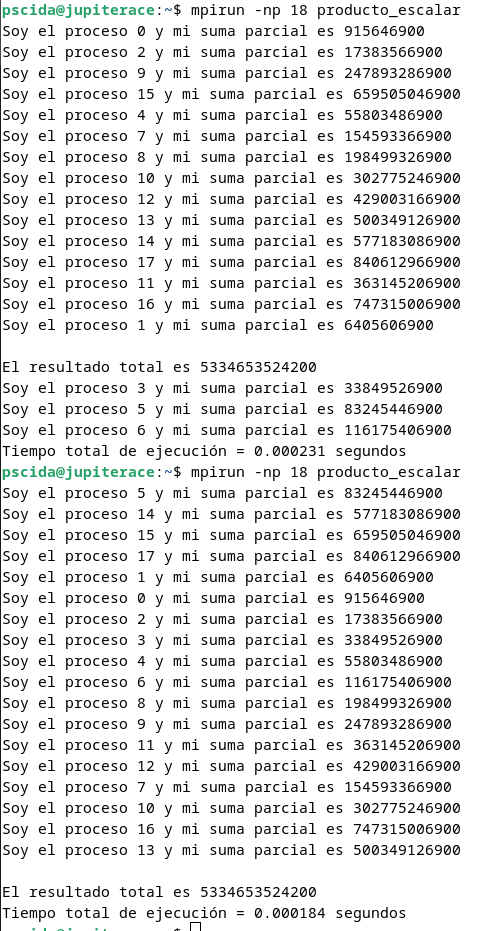 pscida@jupiterace:~$ mpirun -np 18 producto_escalar
Soy el proceso 0 y mi suma parcial es 915646900
Soy el proceso 2 y mi suma parcial es 17383566900
Soy el proceso 9 y mi suma parcial es 247893286900
Soy el proceso 15 y mi suma parcial es 659505046900
Soy el proceso 4 y mi suma parcial es 55803486900
Soy el proceso 7 y mi suma parcial es 154593366900
Soy el proceso 8 y mi suma parcial es 198499326900
Soy el proceso 10 y mi suma parcial es 302775246900
Soy el proceso 12 y mi suma parcial es 429003166900
Soy el proceso 13 y mi suma parcial es 500349126900
Soy el proceso 14 y mi suma parcial es 577183086900
Soy el proceso 17 y mi suma parcial es 840612966900
Soy el proceso 11 y mi suma parcial es 363145206900
Soy el proceso 16 y mi suma parcial es 747315006900
Soy el proceso 1 y mi suma parcial es 6405606900
El resultado total es 5334653524200
Soy el proceso 3 y mi suma parcial es 33849526900
Soy el proceso 5 y mi suma parcial es 83245446900
Soy el proceso 6 y mi suma parcial es 116175406900
Tiempo total de ejecución = 0.000231 segundos
pscida@jupiterace:~$ mpirun -np 18 producto_escalar
Soy el proceso 5 y mi suma parcial es 83245446900
Soy el proceso 14 y mi suma parcial es 577183086900
Soy el proceso 15 y mi suma parcial es 659505046900
Soy el proceso 17 y mi suma parcial es 840612966900
Soy el proceso 1 y mi suma parcial es 6405606900
Soy el proceso 0 y mi suma parcial es 915646900
Soy el proceso 2 y mi suma parcial es 17383566900
Soy el proceso 3 y mi suma parcial es 33849526900
Soy el proceso 4 y mi suma parcial es 55803486900
Soy el proceso 6 y mi suma parcial es 116175406900
Soy el proceso 8 y mi suma parcial es 198499326900
Soy el proceso 9 y mi suma parcial es 247893286900
Soy el proceso 11 y mi suma parcial es 363145206900
Soy el proceso 12 y mi suma parcial es 429003166900
Soy el proceso 7 y mi suma parcial es 154593366900
Soy el proceso 10 y mi suma parcial es 302775246900
Soy el proceso 16 y mi suma parcial es 747315006900
Soy el proceso 13 y mi suma parcial es 500349126900
El resultado total es 5334653524200
Tiempo total de ejecución = 0.000184 segundos